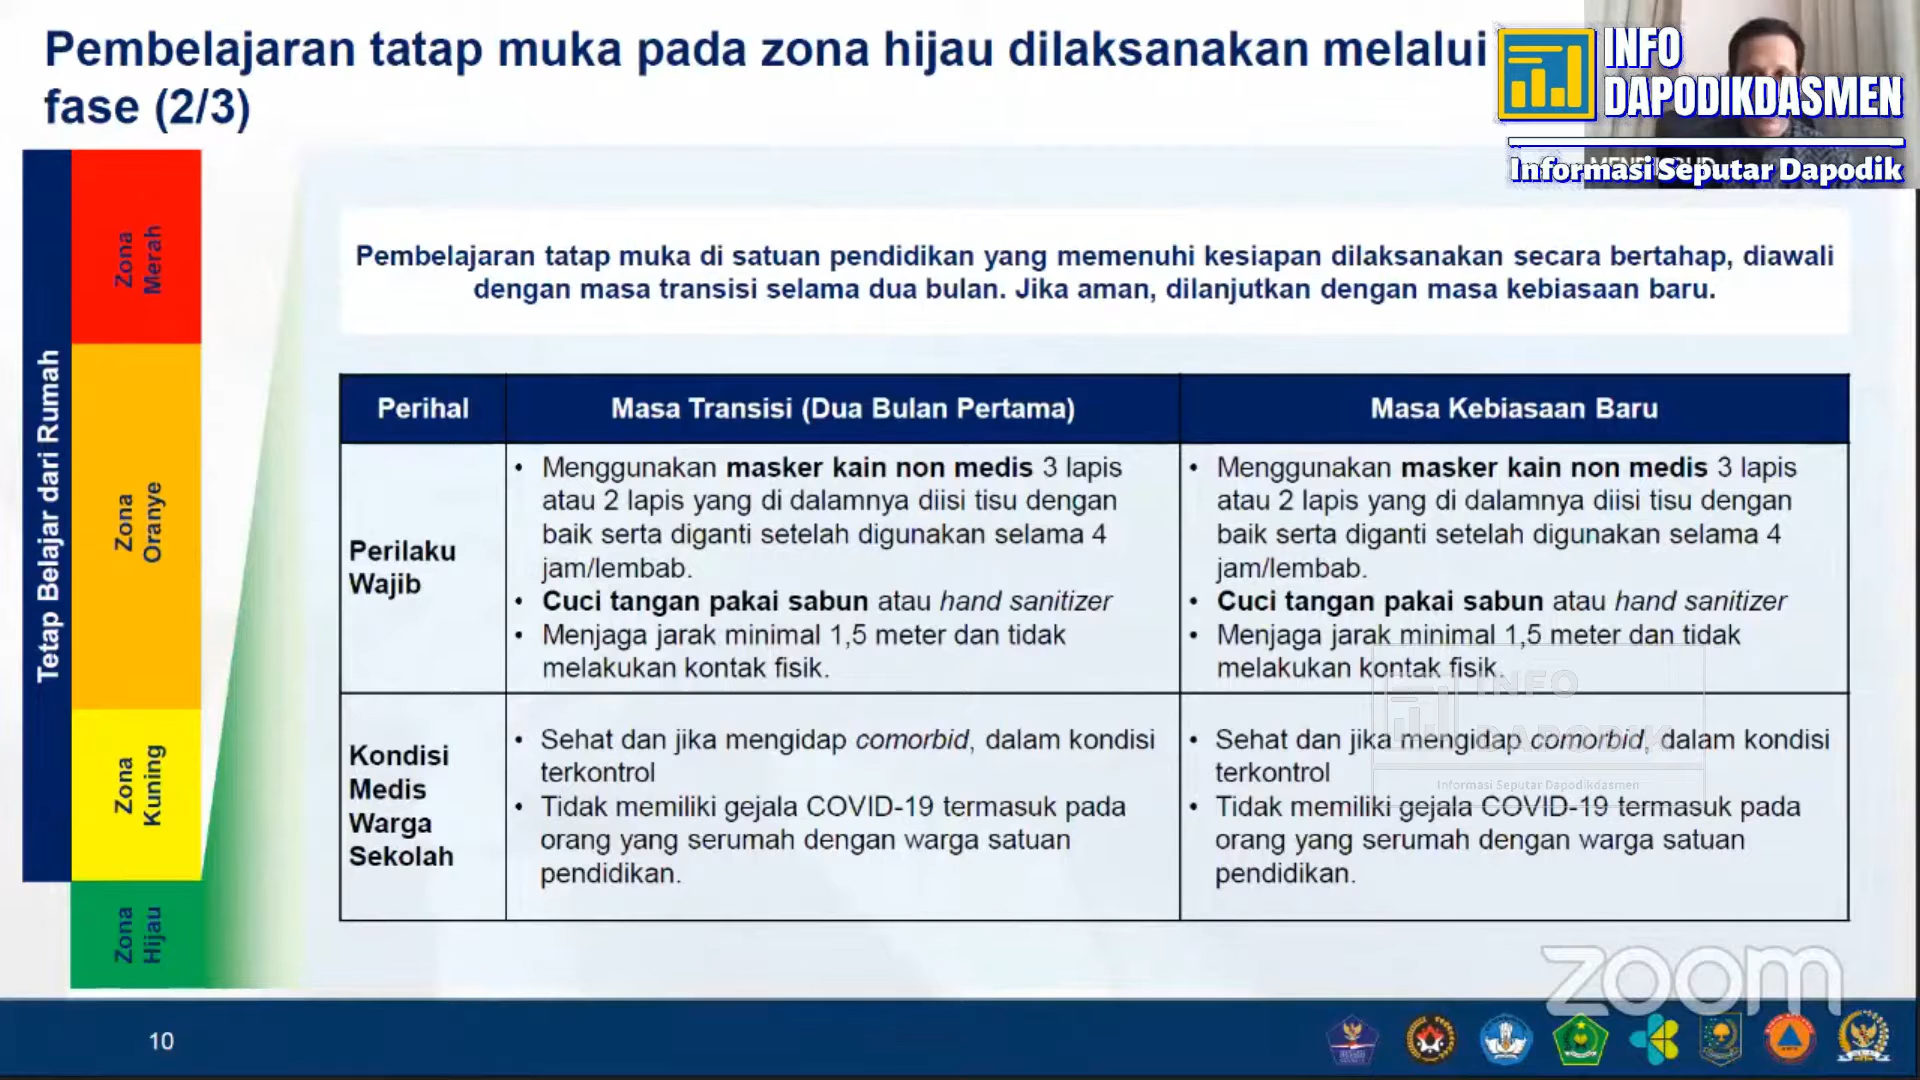 Pembelajaran tatap muka pada zona hijau dilaksanakan melalui
fase (2/3)
INFO
DAPODIKDASMEN
Informasi Seputar Dapodik
Tetap Belajar dari Rumah
Zona
Merah
Zona
Oranye
Zona
Kuning
Zona
Hijau
Pembelajaran tatap muka di satuan pendidikan yang memenuhi kesiapan dilaksanakan secara bertahap, diawali
dengan masa transisi selama dua bulan. Jika aman, dilanjutkan dengan masa kebiasaan baru.
Perihal
Masa Transisi (Dua Bulan Pertama)
Masa Kebiasaan Baru
Perilaku
Wajib
• Menggunakan masker kain non medis 3 lapis
atau 2 lapis yang di dalamnya diisi tisu dengan
baik serta diganti setelah digunakan selama 4
jam/lembab.
• Cuci tangan pakai sabun atau hand sanitizer
• Menjaga jarak minimal 1,5 meter dan tidak
melakukan kontak fisik.
• Menggunakan masker kain non medis 3 lapis
atau 2 lapis yang di dalamnya diisi tisu dengan
baik serta diganti setelah digunakan selama 4
jam/lembab.
• Cuci tangan pakai sabun atau hand sanitizer
• Menjaga jarak minimal 1,5 meter dan tidak
melakukan kontak fisik.
Kondisi
Medis
Warga
Sekolah
• Sehat dan jika mengidap comorbid, dalam kondisi
terkontrol
• Tidak memiliki gejala COVID-19 termasuk pada
orang yang serumah dengan warga satuan
pendidikan.
• Sehat dan jika mengidap comorbid, dalam kondisi
terkontrol
• Tidak memiliki gejala COVID-19 termasuk pada
orang yang serumah dengan warga satuan
pendidikan.
INFO
DAPODIK
Informasi Seputar Dapodikdasmen
zoom
10